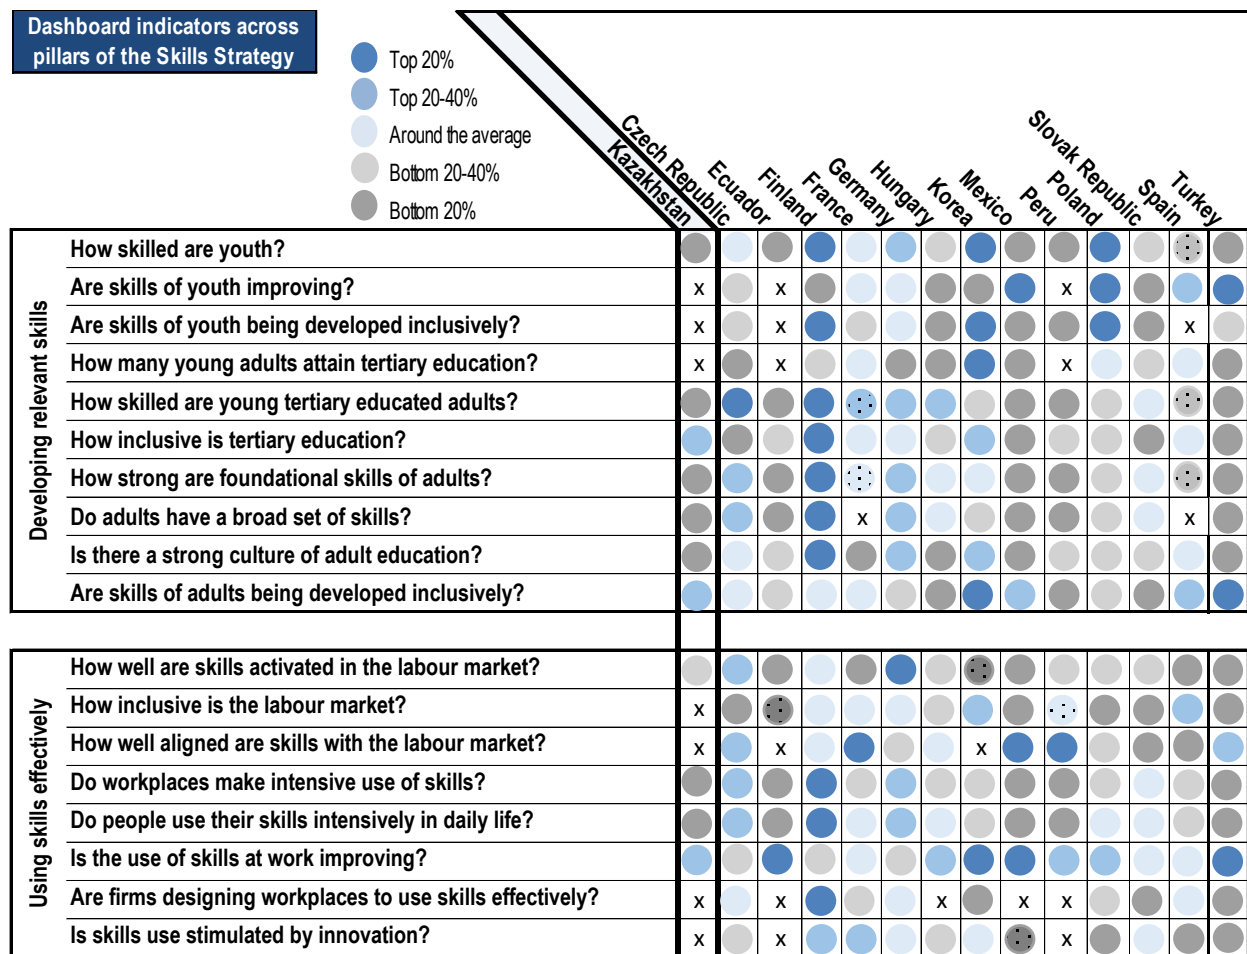 Dashboard indicators across
pillars of the Skills Strategy
Top 20%
Top 20-40%
Around the average
Bottom 20-40%
Bottom 20%
Kazakhstan
Czech Republic
Ecuador
Finland
France
Germany
Hungary
Korea
Mexico
Peru
Poland
Slovak Republic
Spain
Turkey
Developing relevant skills
How skilled are youth?
Are skills of youth improving?
x x x
Are skills of youth being developed inclusively?
x x x
How many young adults attain tertiary education?
x x x
How skilled are young tertiary educated adults?
How inclusive is tertiary education?
How strong are foundational skills of adults?
Do adults have a broad set of skills?
x x
Is there a strong culture of adult education?
Are skills of adults being developed inclusively?
Using skills effectively
How well are skills activated in the labour market?
How inclusive is the labour market?
x
How well aligned are skills with the labour market?
x x x
Do workplaces make intensive use of skills?
Do people use their skills intensively in daily life?
Is the use of skills at work improving?
Are firms designing workplaces to use skills effectively?
x x x x x
Is skills use stimulated by innovation?
x x x